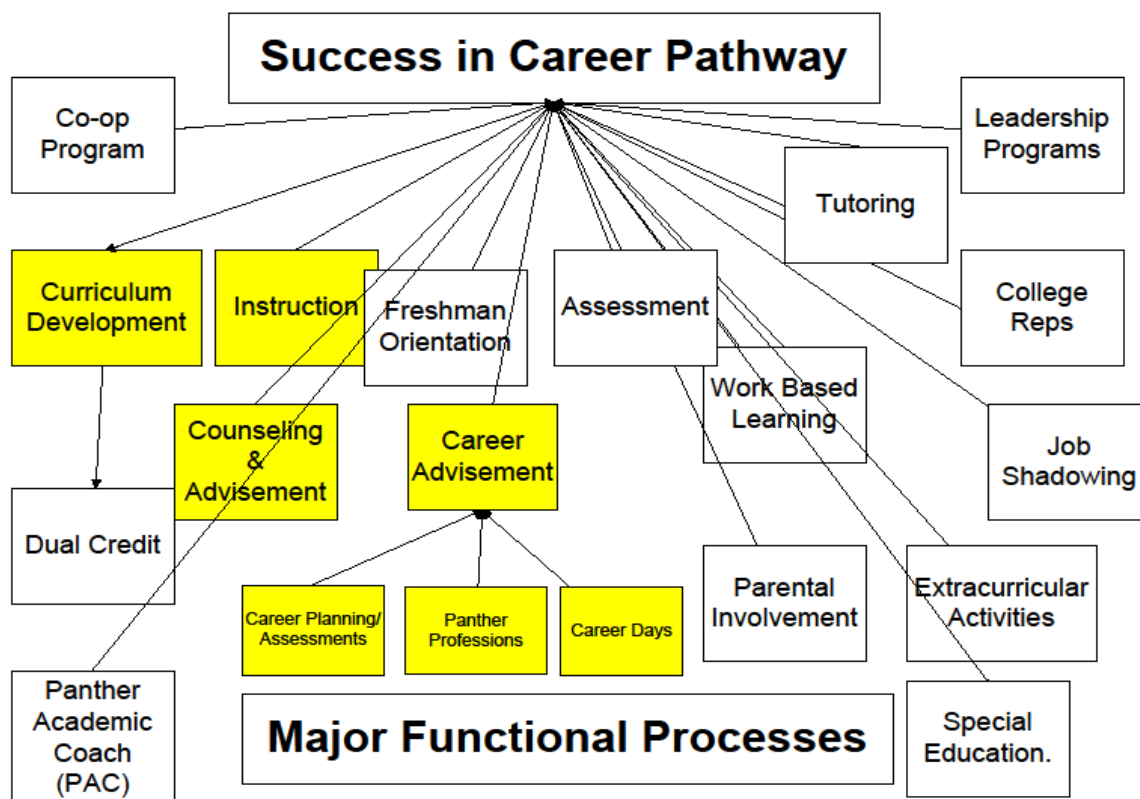 Success in Career Pathway
Co-op
Program
Leadership
Programs
Tutoring
Curriculum
Development
Instruction
Freshman
Orientation
Assessment
College
Reps
Work Based
Learning
Counseling
&
Advisement
Career
Advisement
Job
Shadowing
Dual Credit
Career Planning/
Assessments
Panther
Professions
Career Days
Parental
Involvement
Extracurricular
Activities
Panther
Academic
Coach
(PAC)
Major Functional Processes
Special
Education.